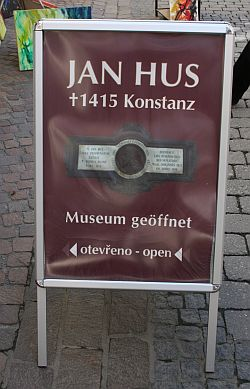 JAN HUS
†1415 Konstanz
Museum geöffnet
otevřeno - open